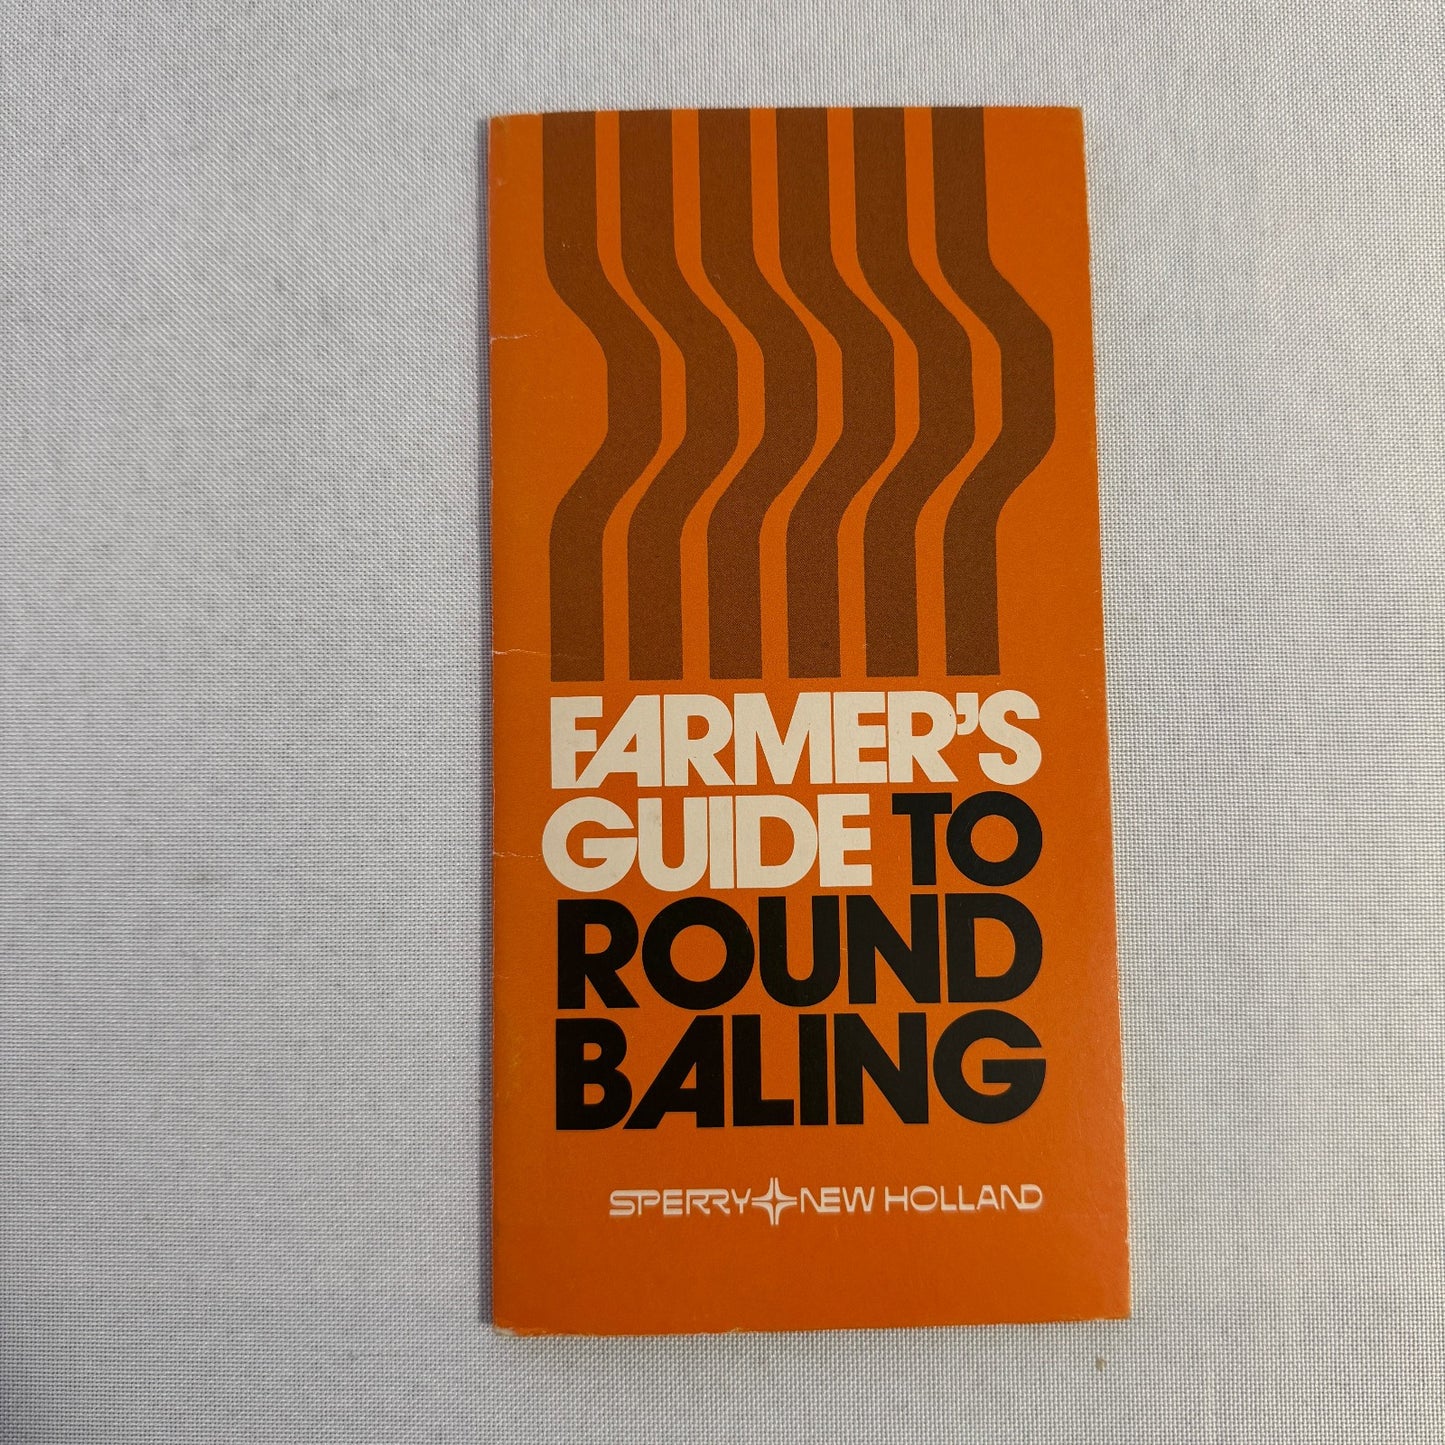 FARMER'S
GUIDE TO
ROUND
BALING
SPERRY NEW HOLLAND